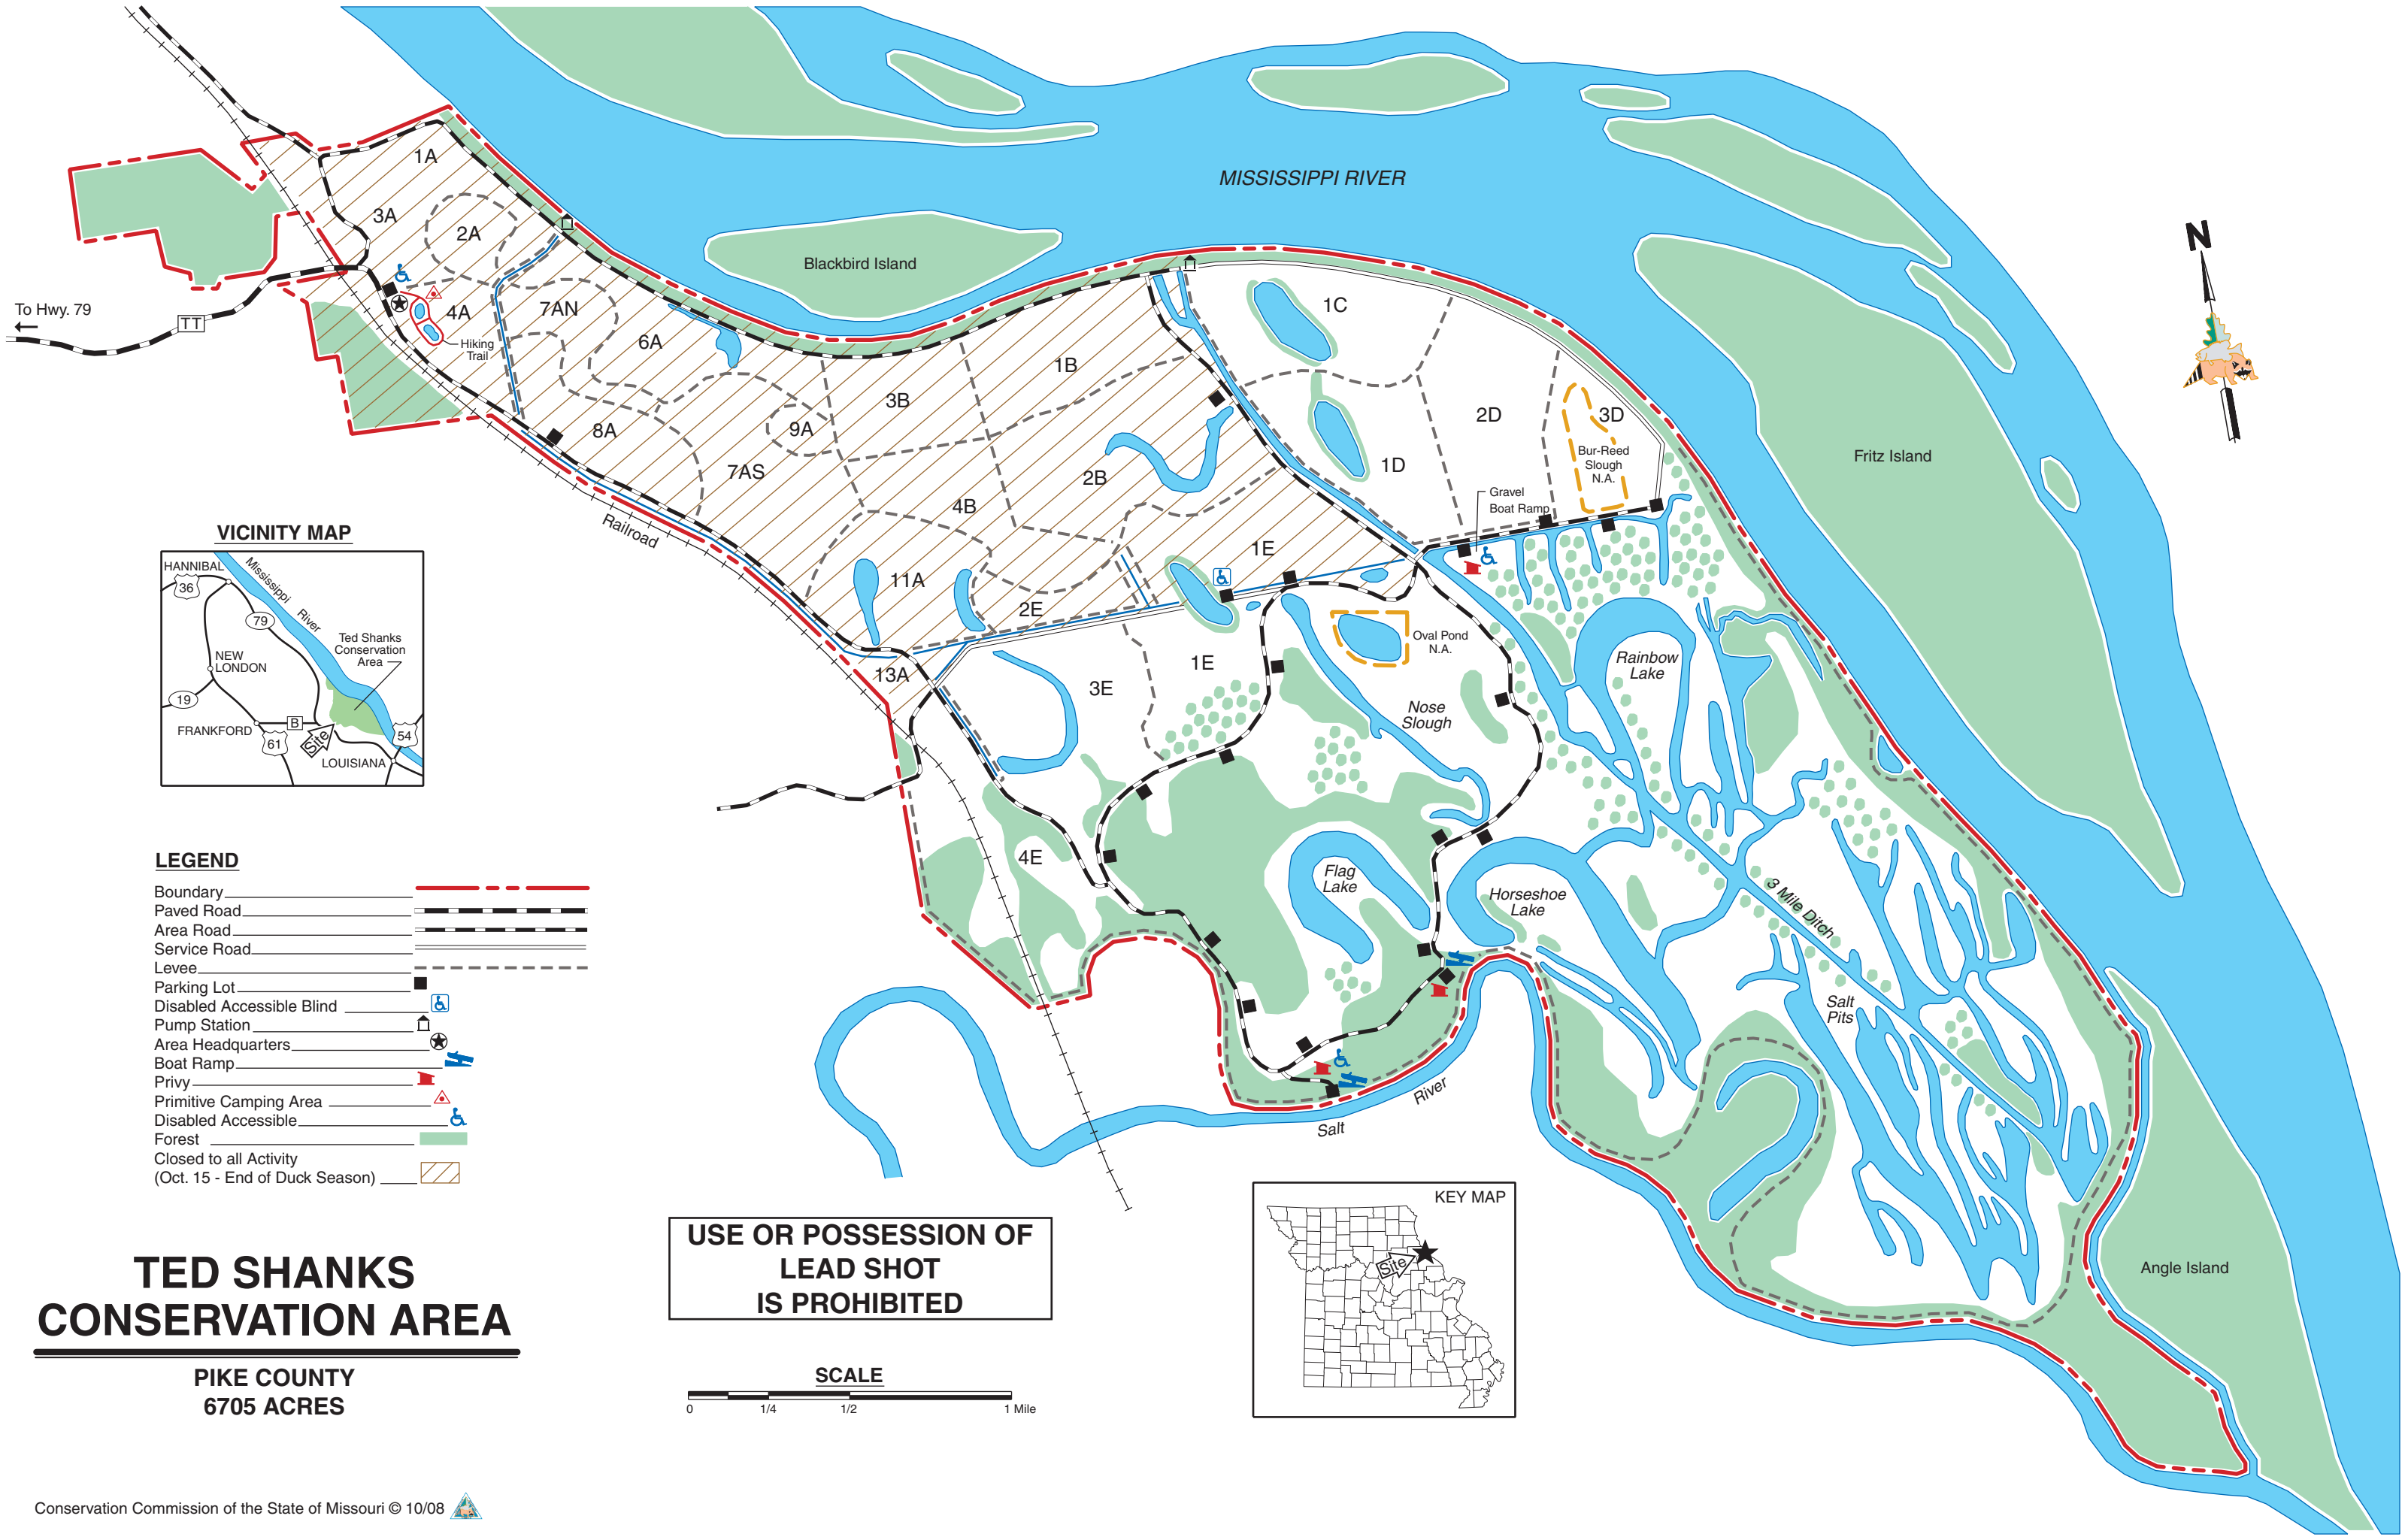 MISSISSIPPI RIVER
N
1A
3A
2A
Blackbird Island
To Hwy. 79
TT
4A
7AN
Hiking
Trail
6A
1C
1B
3B
2D
3D
9A
8A
Bur-Reed
Slough
N.A.
Fritz Island
1D
7AS
2B
Gravel
Boat Ramp
4B
Railroad
1E
11A
2E
Oval Pond
N.A.
Rainbow
Lake
1E
13A
3E
Nose
Slough
4E
Flag
Lake
Horseshoe
Lake
3 Mile Ditch
Salt
Pits
River
Salt
Angle Island
VICINITY MAP
HANNIBAL
36
Mississippi
River
79
Ted Shanks
Conservation
Area
NEW
LONDON
19
FRANKFORD
B
61
Site
54
LOUISIANA
LEGEND
Boundary
Paved Road
Area Road
Service Road
Levee
Parking Lot
Disabled Accessible Blind
Pump Station
Area Headquarters
Boat Ramp
Privy
Primitive Camping Area
Disabled Accessible
Forest
Closed to all Activity
(Oct. 15 - End of Duck Season)
TED SHANKS
CONSERVATION AREA
PIKE COUNTY
6705 ACRES
USE OR POSSESSION OF
LEAD SHOT
IS PROHIBITED
SCALE
0 1/4 1/2 1 Mile
KEY MAP
Site
Conservation Commission of the State of Missouri © 10/08